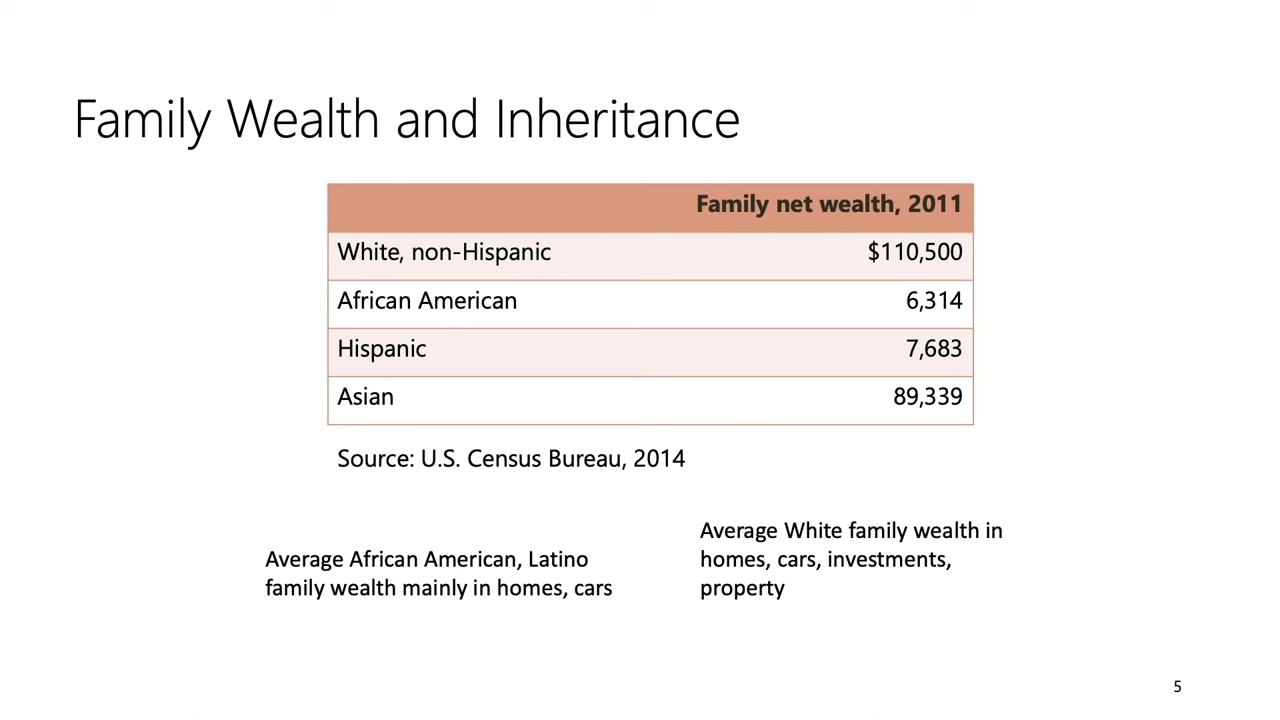 Family Wealth and Inheritance
Family net wealth, 2011
White, non-Hispanic $110,500
African American 6,314
Hispanic 7,683
Asian 89,339
Source: U.S. Census Bureau, 2014
Average African American, Latino
family wealth mainly in homes, cars
Average White family wealth in
homes, cars, investments,
property
5